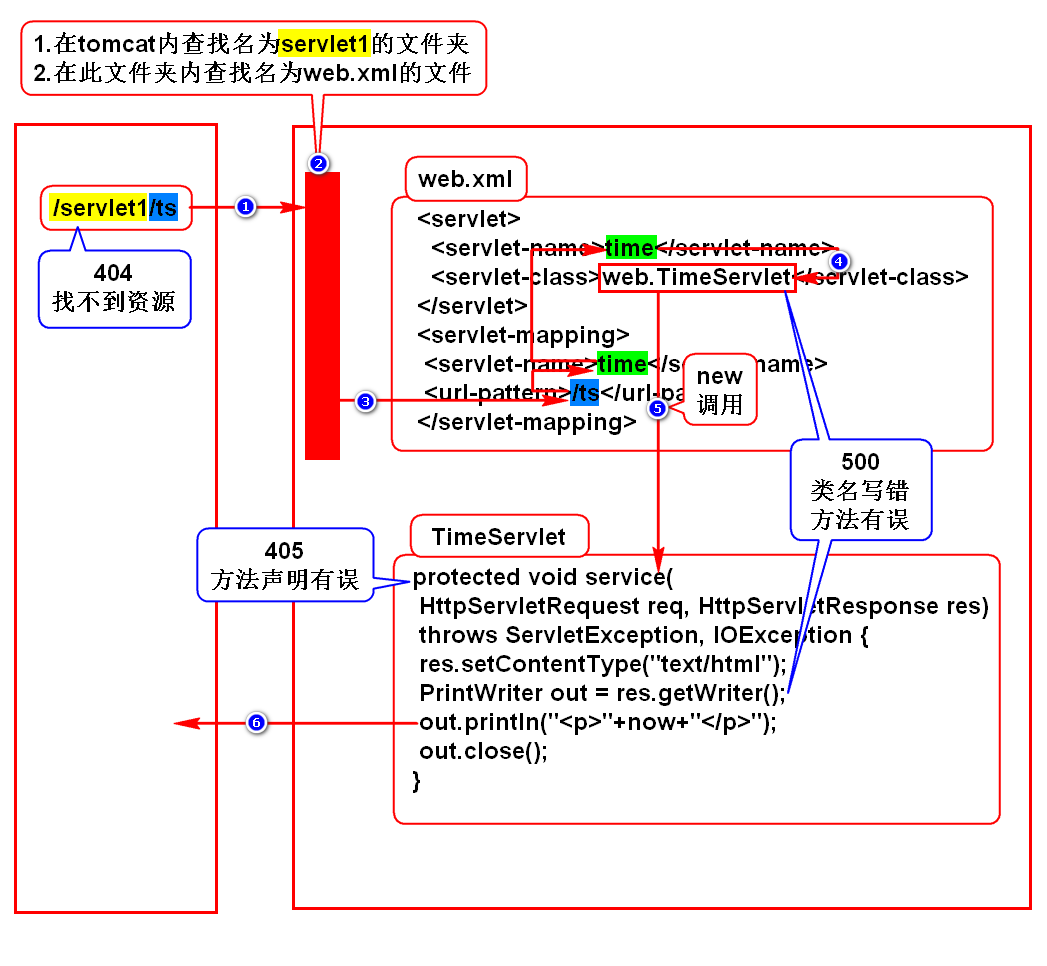 1.在tomcat内查找名为servlet1的文件夹
2.在此文件夹内查找名为web.xml的文件
2
/servlet1/ts
1
404
找不到资源
web.xml
<servlet>
<servlet-name>time</servlet-name>
4
<servlet-class>web.TimeServlet</servlet-class>
</servlet>
<servlet-mapping>
<servlet-name>time</servlet-name>
<url-pattern>/ts</url-pa
</servlet-mapping>
3
5
new
调用
500
类名写错
方法有误
TimeServlet
405
方法声明有误
protected void service(
HttpServletRequest req, HttpServletResponse res)
throws ServletException, IOException {
res.setContentType("text/html");
PrintWriter out = res.getWriter();
out.println("<p>"+now+"</p>");
6
out.close();
}